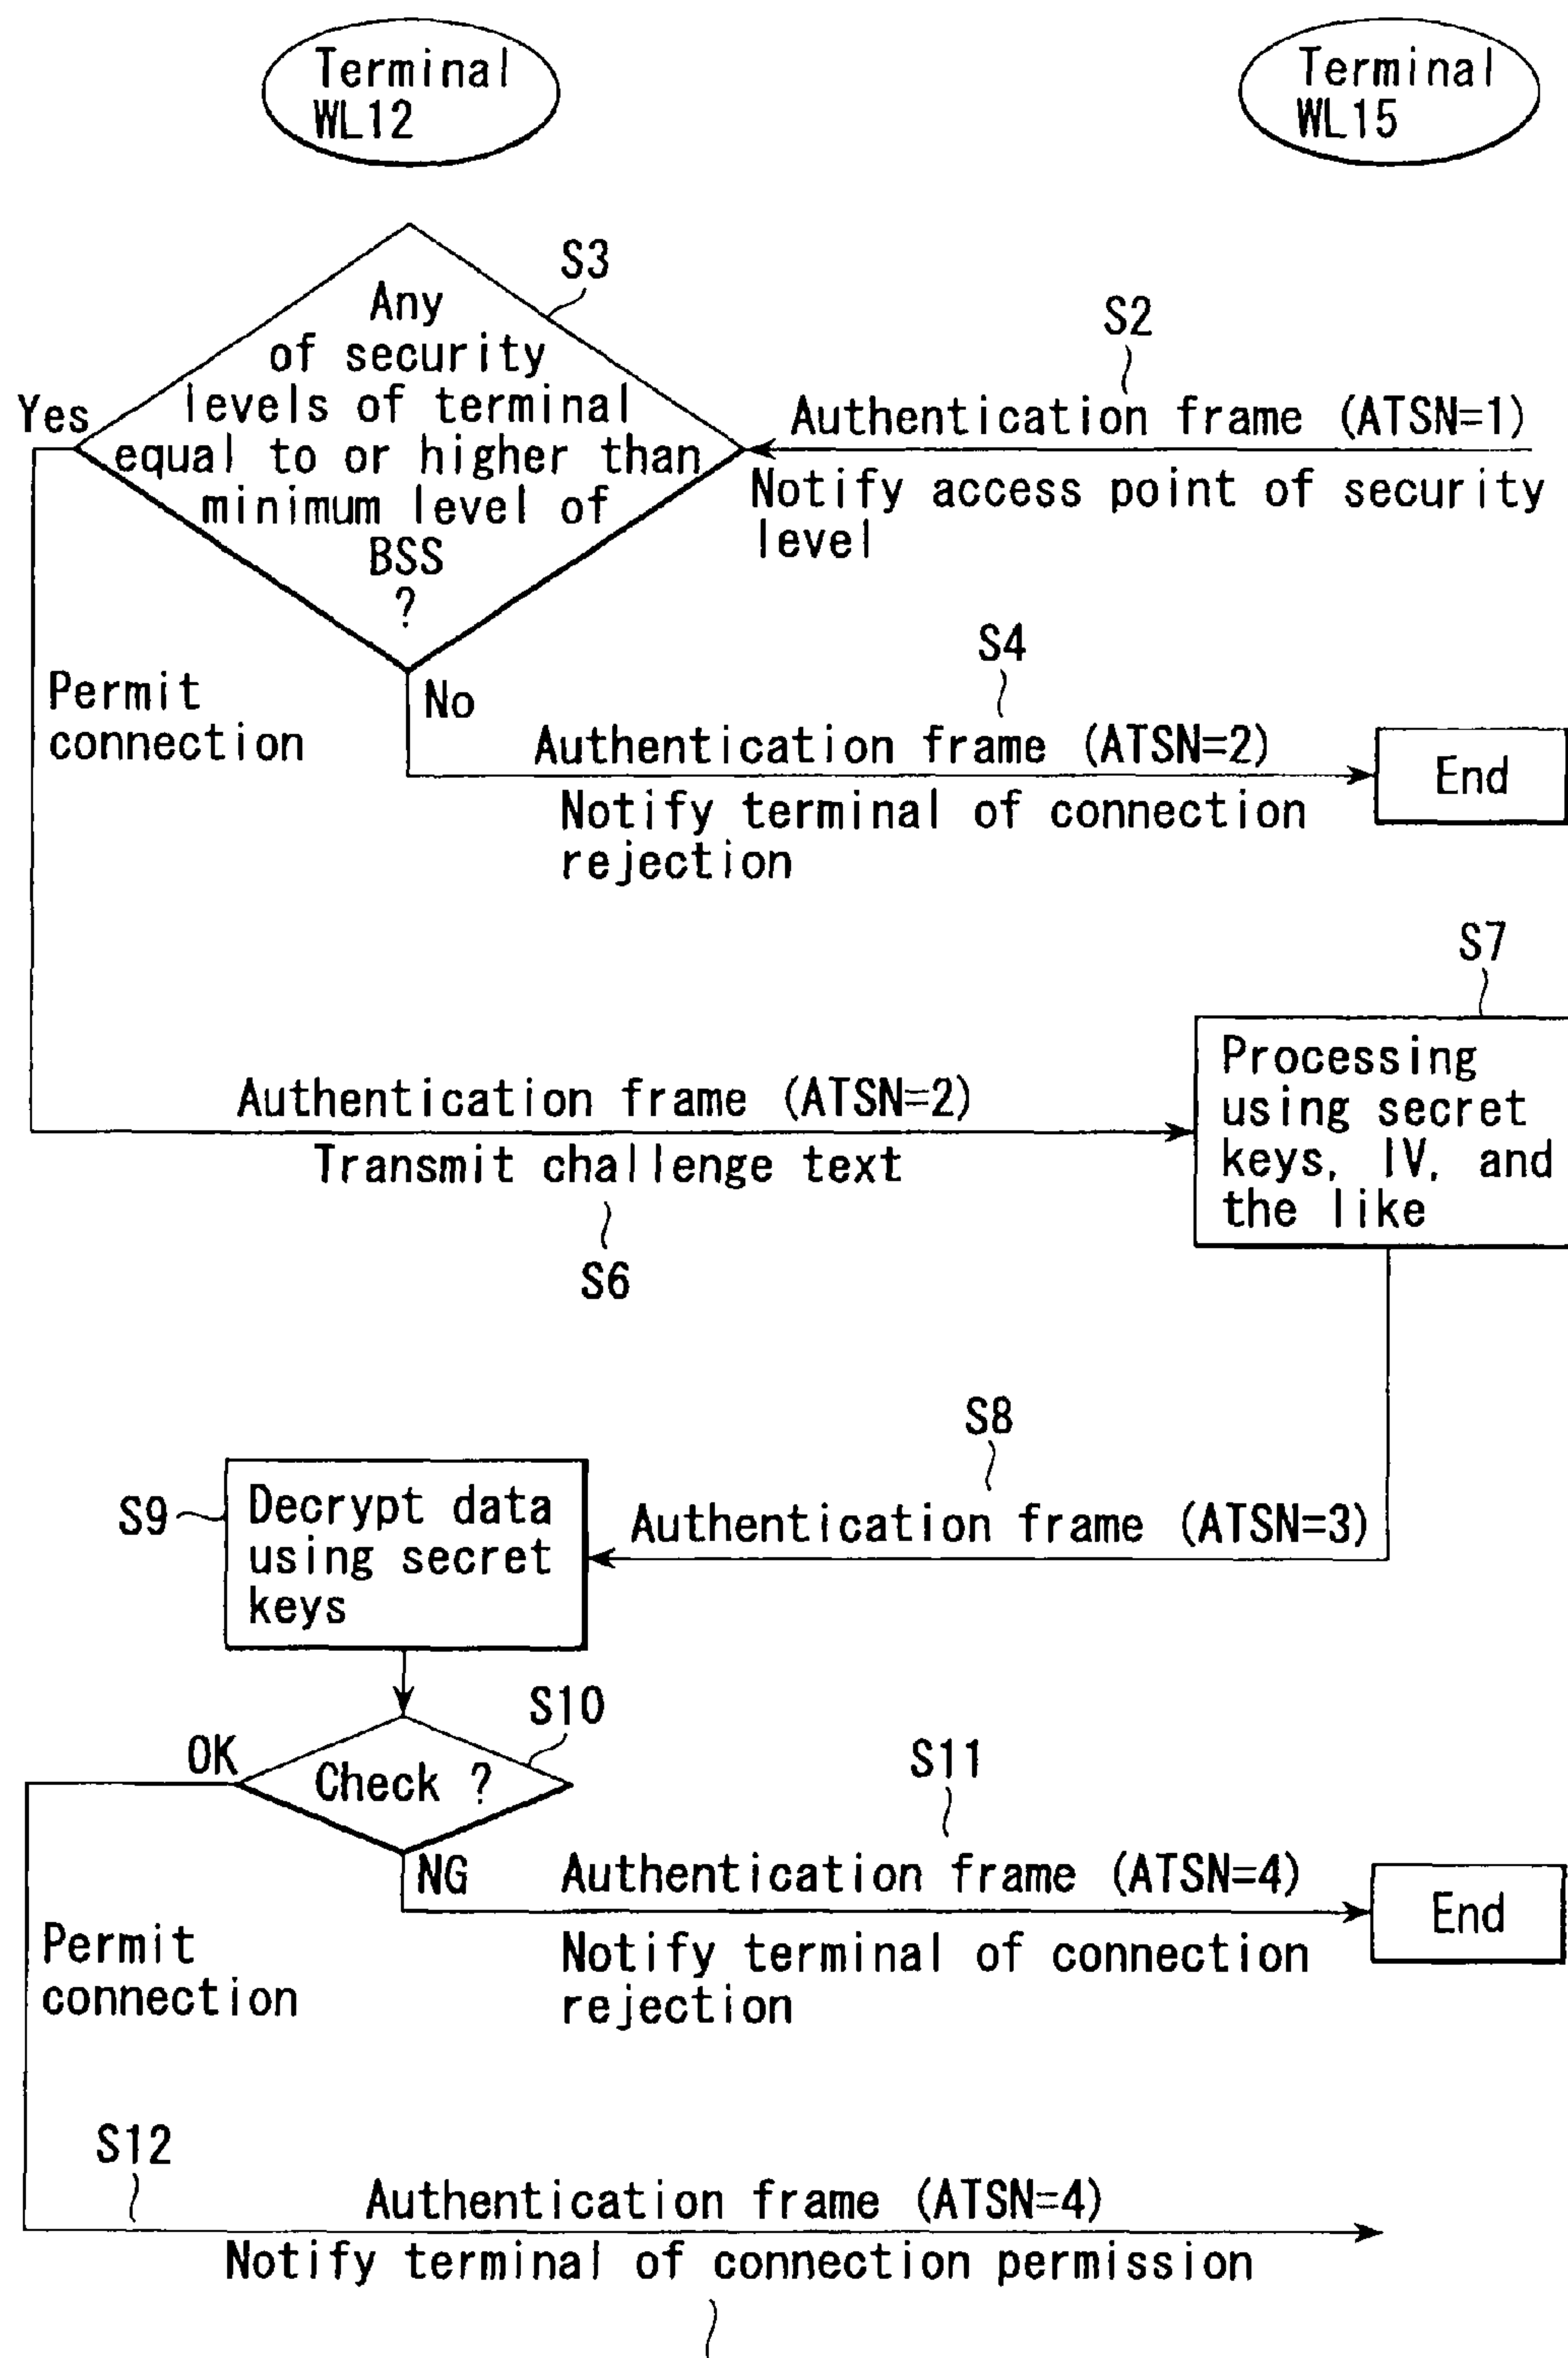 Terminal
WL12
Terminal
WL15
S3
Any
of security
levels of terminal
equal to or higher than
minimum level of
BSS
?
Yes
S2
Authentication frame (ATSN=1)
Notify access point of security
level
Permit
connection
No
S4
Authentication frame (ATSN=2)
Notify terminal of connection
rejection
End
S7
Processing
using secret
keys, IV, and
the like
Authentication frame (ATSN=2)
Transmit challenge text
S6
S8
Authentication frame (ATSN=3)
S9
Decrypt data
using secret
keys
S10
OK
Check ?
S11
NG
Authentication frame (ATSN=4)
Notify terminal of connection
rejection
End
Permit
connection
S12
Authentication frame (ATSN=4)
Notify terminal of connection permission